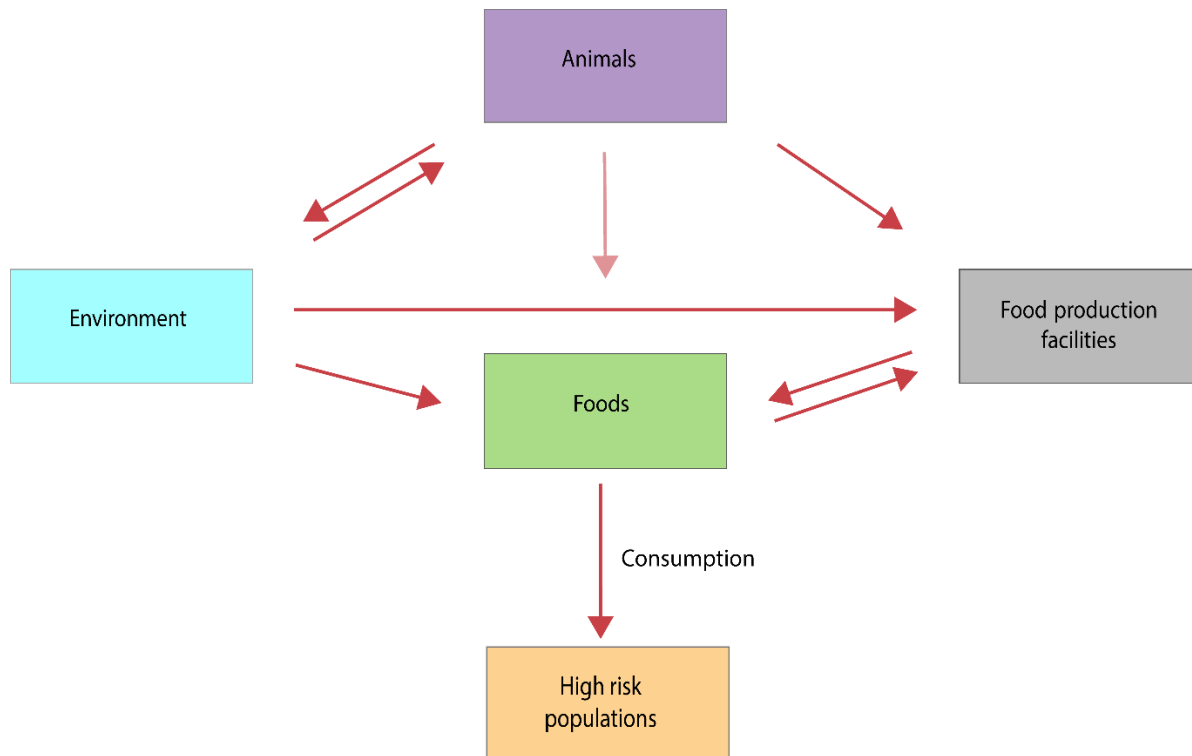 Animals
Environment
Food production
facilities
Foods
Consumption
High risk
populations